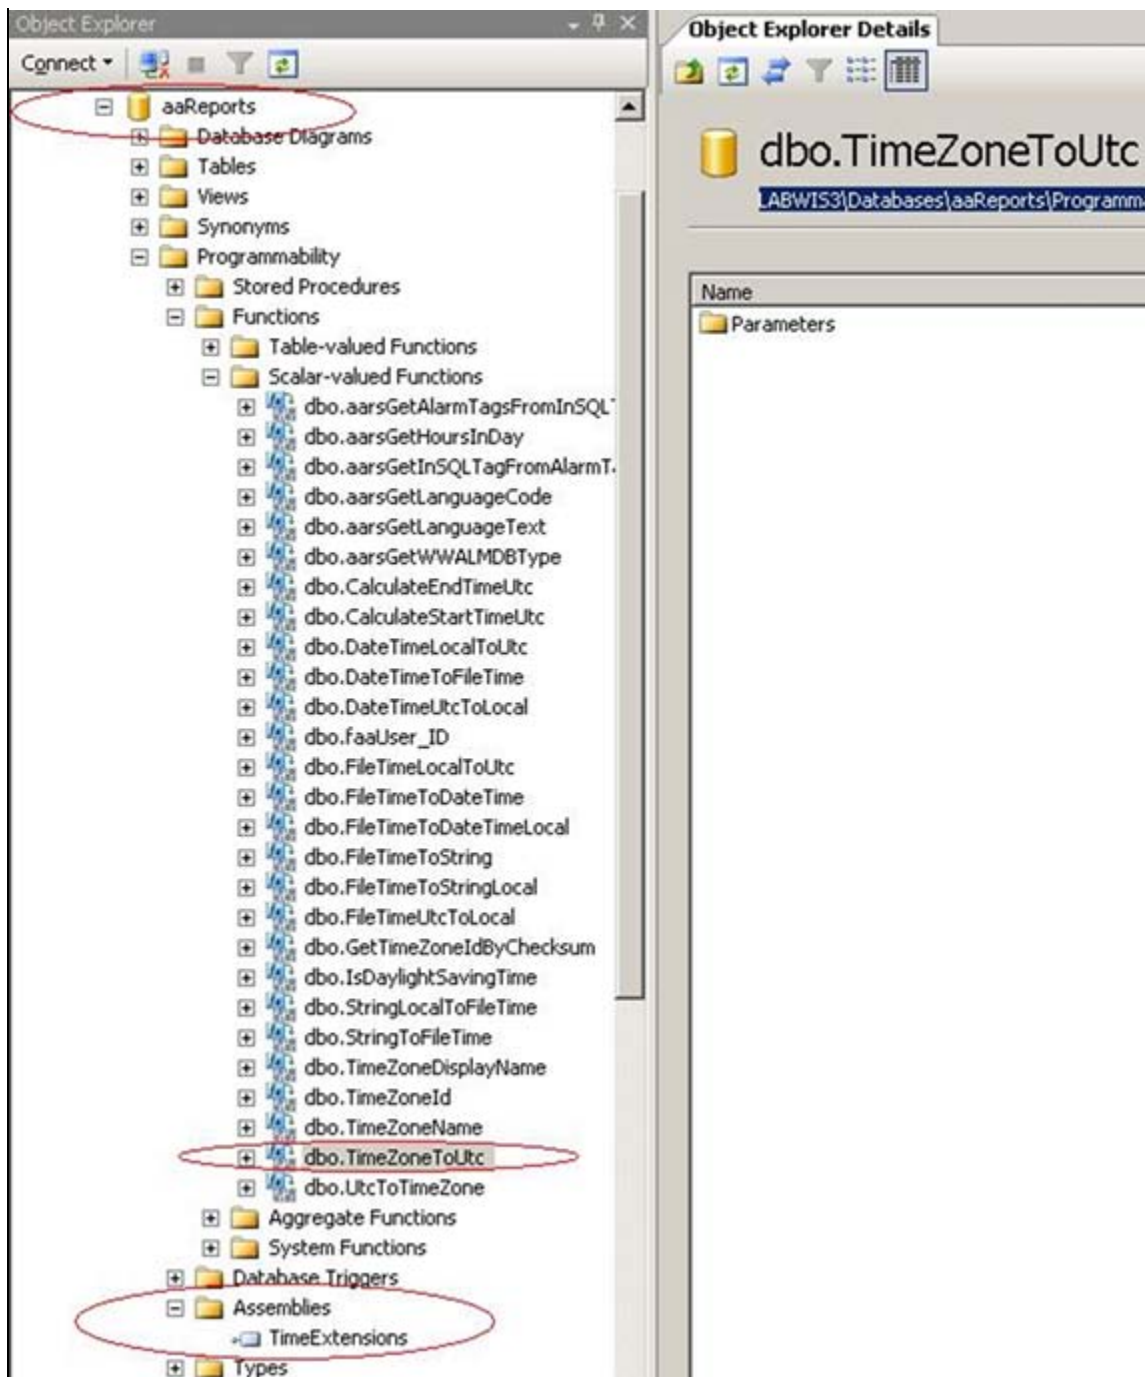 Object Explorer
Connect
aaReports
Database Diagrams
Tables
Views
Synonyms
Programmability
Stored Procedures
Functions
Table-valued Functions
Scalar-valued Functions
dbo.aarsGetAlarmTagsFromInSQLT
dbo.aarsGetHoursInDay
dbo.aarsGetInSQLTagFromAlarmT
dbo.aarsGetLanguageCode
dbo.aarsGetLanguageText
dbo.aarsGetWWALMDBType
dbo.CalculateEndTimeUtc
dbo.CalculateStartTimeUtc
dbo.DateTimeLocalToUtc
dbo.DateTimeToFileTime
dbo.DateTimeUtcToLocal
dbo.faaUser_ID
dbo.FileTimeLocalToUtc
dbo.FileTimeToDateTime
dbo.FileTimeToDateTimeLocal
dbo.FileTimeToString
dbo.FileTimeToStringLocal
dbo.FileTimeUtcToLocal
dbo.GetTimeZoneIdByChecksum
dbo.IsDaylightSavingTime
dbo.StringLocalToFileTime
dbo.StringToFileTime
dbo.TimeZoneDisplayName
dbo.TimeZoneId
dbo.TimeZoneName
dbo.TimeZoneToUtc
dbo.UtcToTimeZone
Aggregate Functions
System Functions
Database Triggers
Assemblies
TimeExtensions
Types
Object Explorer Details
dbo.TimeZoneToUtc
LABWIS3\Databases\aaReports\Programma
Name
Parameters